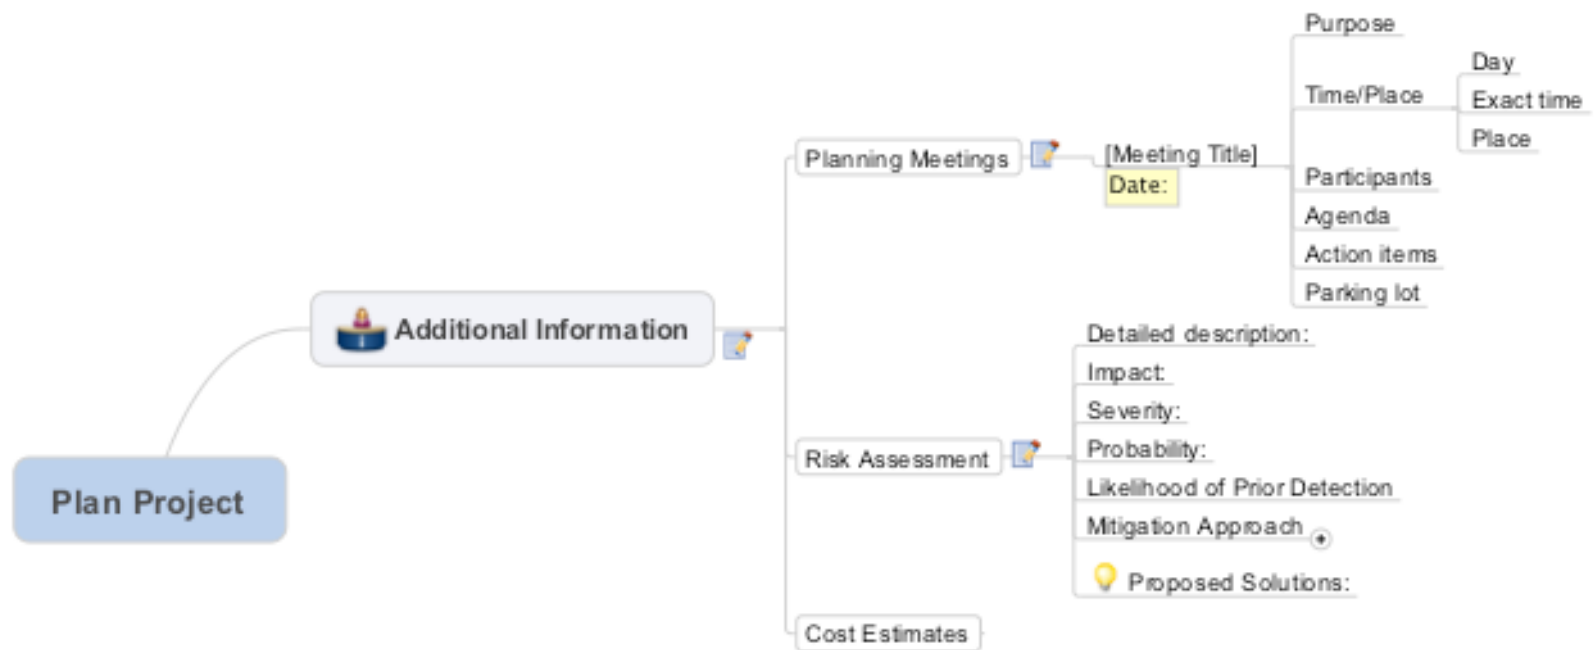 Plan Project
Additional Information
Planning Meetings
[Meeting Title]
Date:
Purpose
Time/Place
Day
Exact time
Place
Participants
Agenda
Action items
Parking lot
Risk Assessment
Detailed description:
Impact:
Severity:
Probability:
Likelihood of Prior Detection
Mitigation Approach
Proposed Solutions:
Cost Estimates